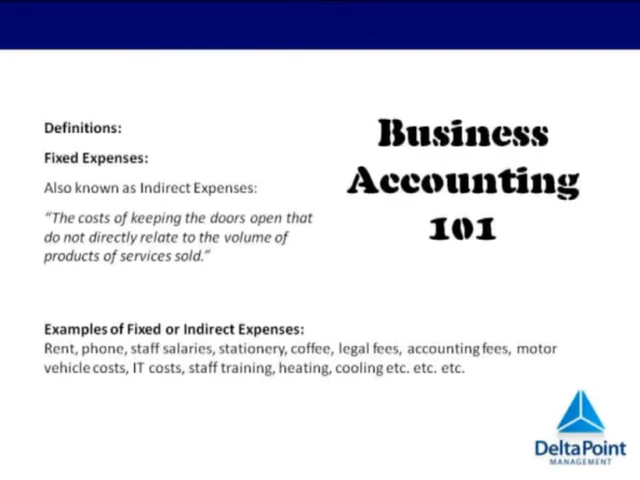 Definitions:
Fixed Expenses:
Also known as Indirect Expenses:
“The costs of keeping the doors open that
do not directly relate to the volume of
products of services sold.”
Business
Accounting
101
Examples of Fixed or Indirect Expenses:
Rent, phone, staff salaries, stationery, coffee, legal fees, accounting fees, motor
vehicle costs, IT costs, staff training, heating, cooling etc. etc. etc.
DeltaPoint
MANAGEMENT